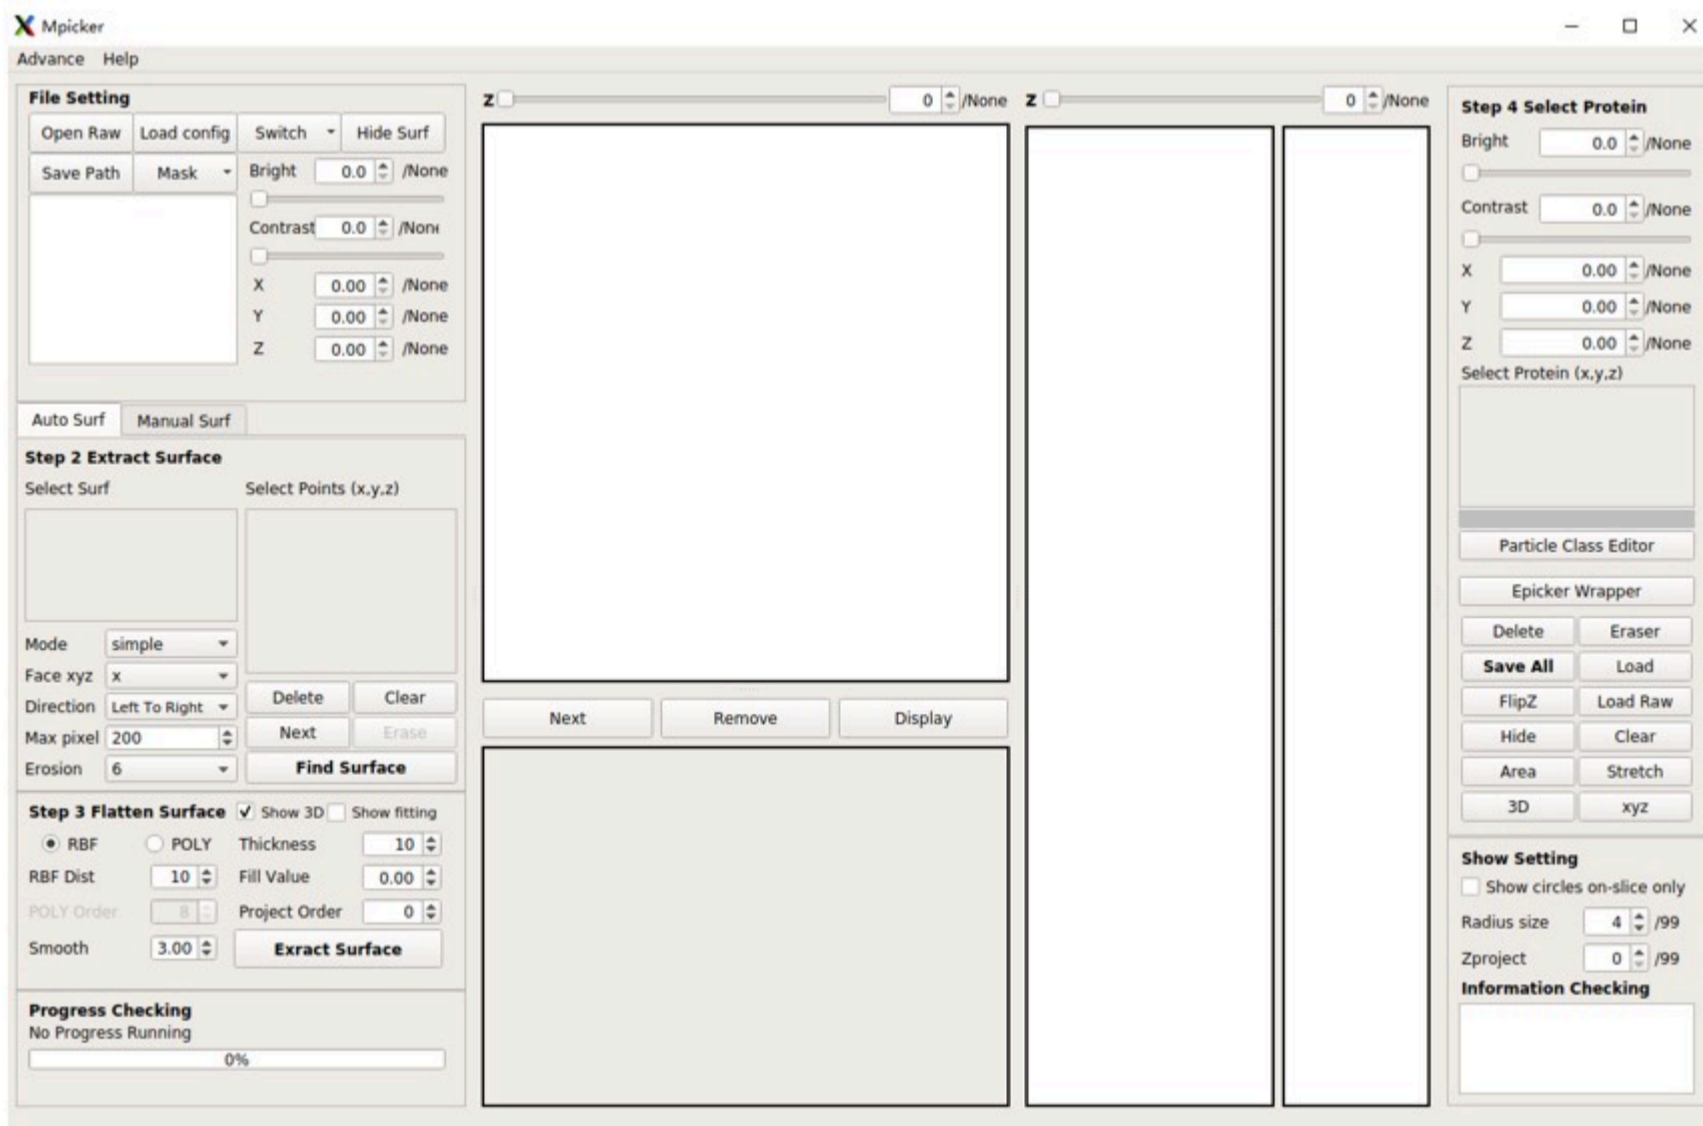 Mpicker
Advance Help
File Setting
Open Raw Load config Switch Hide Surf
Save Path Mask Bright 0.0 /None
Contrast 0.0 /None
X 0.00 /None
Y 0.00 /None
Z 0.00 /None
Auto Surf Manual Surf
Step 2 Extract Surface
Select Surf Select Points (x,y,z)
Mode simple
Face xyz x
Direction Left To Right
Max pixel 200
Erosion 6
Delete Clear
Next Erase
Find Surface
Step 3 Flatten Surface Show 3D Show fitting
RBF POLY Thickness 10
RBF Dist 10 Fill Value 0.00
POLY Order 8 Project Order 0
Smooth 3.00 Exract Surface
Progress Checking
No Progress Running
0%
Z 0 /None
Next Remove Display
Z 0 /None
Step 4 Select Protein
Bright 0.0 /None
Contrast 0.0 /None
X 0.00 /None
Y 0.00 /None
Z 0.00 /None
Select Protein (x,y,z)
Particle Class Editor
Epicker Wrapper
Delete Eraser
Save All Load
FlipZ Load Raw
Hide Clear
Area Stretch
3D xyz
Show Setting
Show circles on-slice only
Radius size 4 /99
Zproject 0 /99
Information Checking